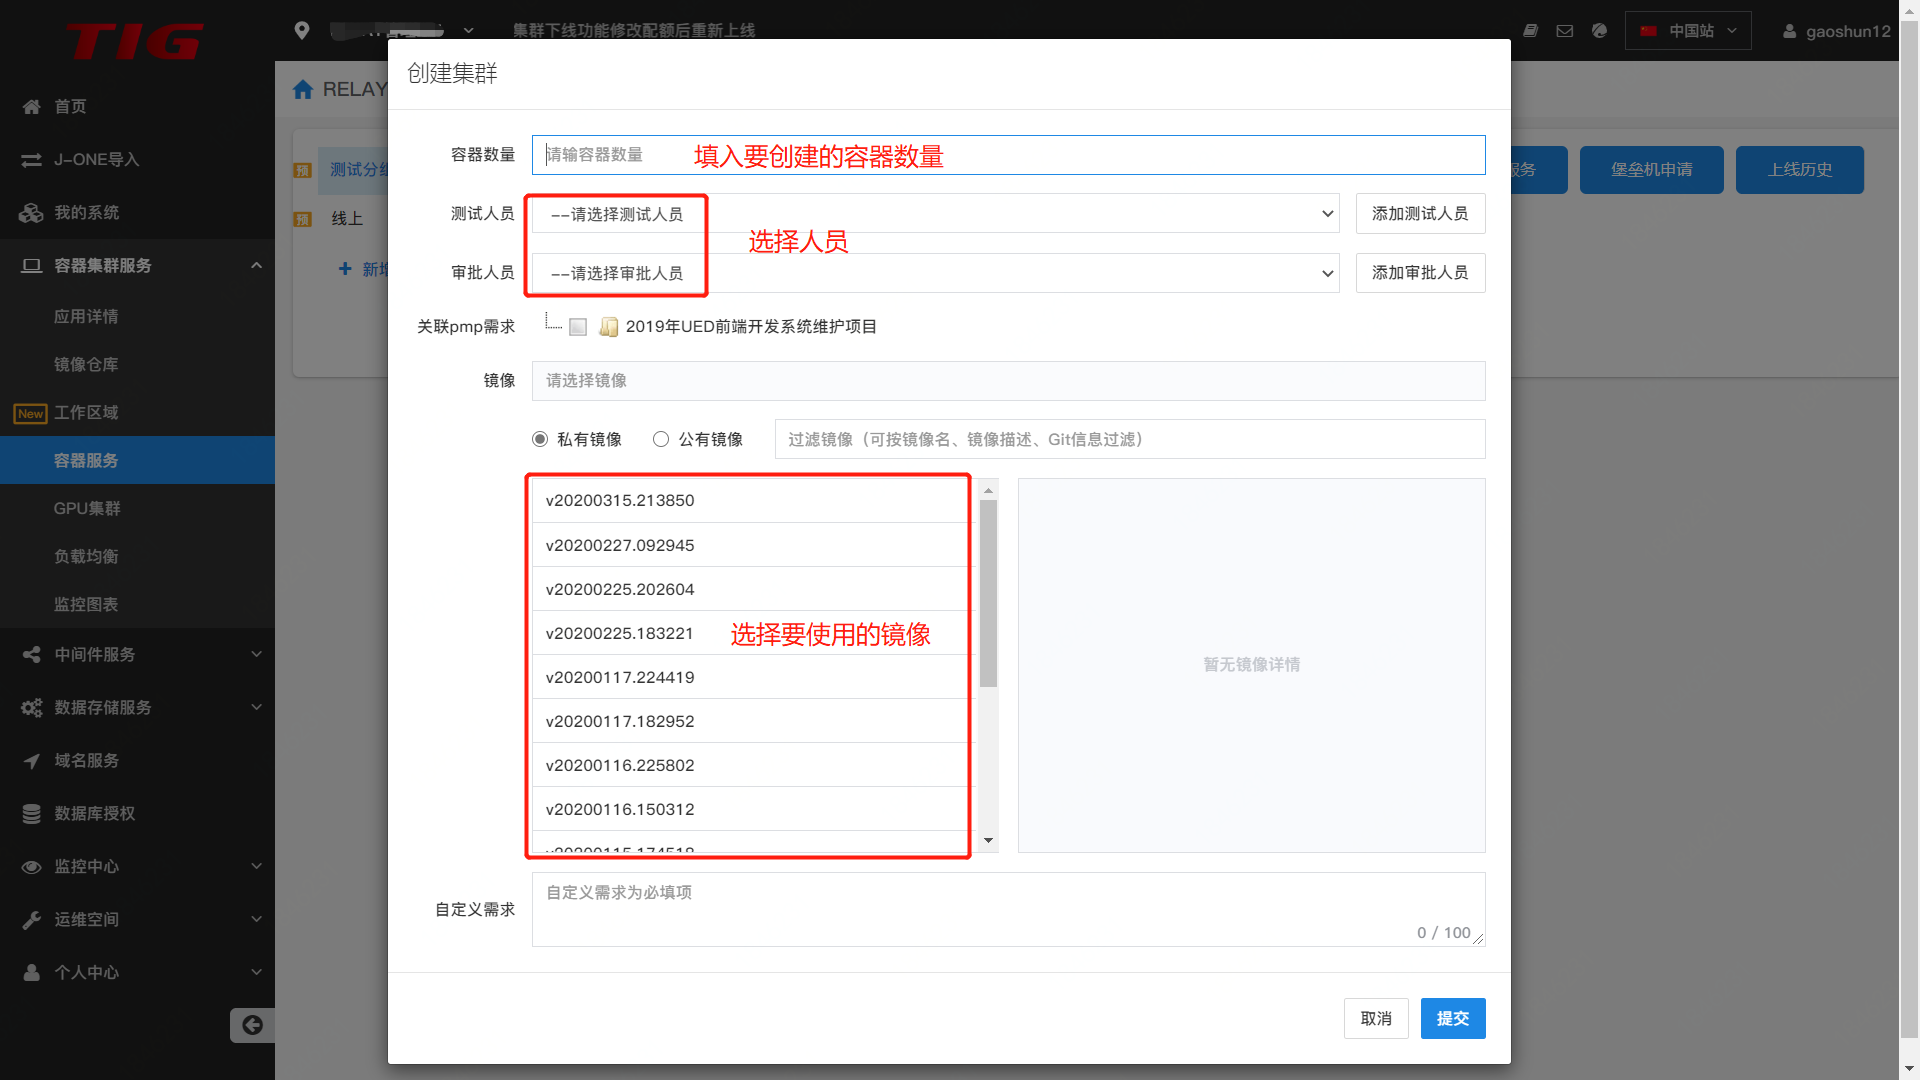 TIG
集群下线功能修改配额后重新上线
中国站
gaoshun12
首页
J-ONE导入
我的系统
容器集群服务
应用详情
镜像仓库
New 工作区域
容器服务
GPU集群
负载均衡
监控图表
中间件服务
数据存储服务
域名服务
数据库授权
监控中心
运维空间
个人中心
RELAY
预 测试分组
预 线上
新增
服务
堡垒机申请
上线历史
创建集群
容器数量 请输容器数量 填入要创建的容器数量
测试人员 --请选择测试人员 添加测试人员
选择人员
审批人员 --请选择审批人员 添加审批人员
关联pmp需求 2019年UED前端开发系统维护项目
镜像 请选择镜像
私有镜像 公有镜像 过滤镜像（可按镜像名、镜像描述、Git信息过滤）
v20200315.213850
v20200227.092945
v20200225.202604
v20200225.183221 选择要使用的镜像
v20200117.224419
v20200117.182952
v20200116.225802
v20200116.150312
v20200115.174518
暂无镜像详情
自定义需求 自定义需求为必填项
0 / 100
取消 提交